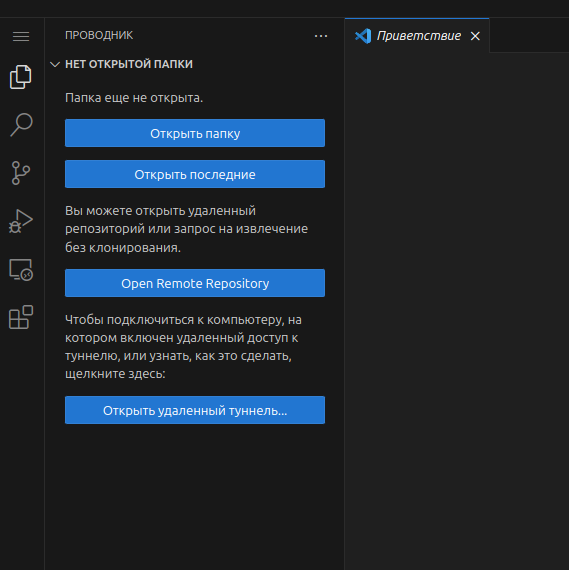 ПРОВОДНИК
Приветствие
НЕТ ОТКРЫТОЙ ПАПКИ
Папка еще не открыта.
Открыть папку
Открыть последние
Вы можете открыть удаленный
репозиторий или запрос на извлечение
без клонирования.
Open Remote Repository
Чтобы подключиться к компьютеру, на
котором включен удаленный доступ к
туннелю, или узнать, как это сделать,
щелкните здесь:
Открыть удаленный туннель...